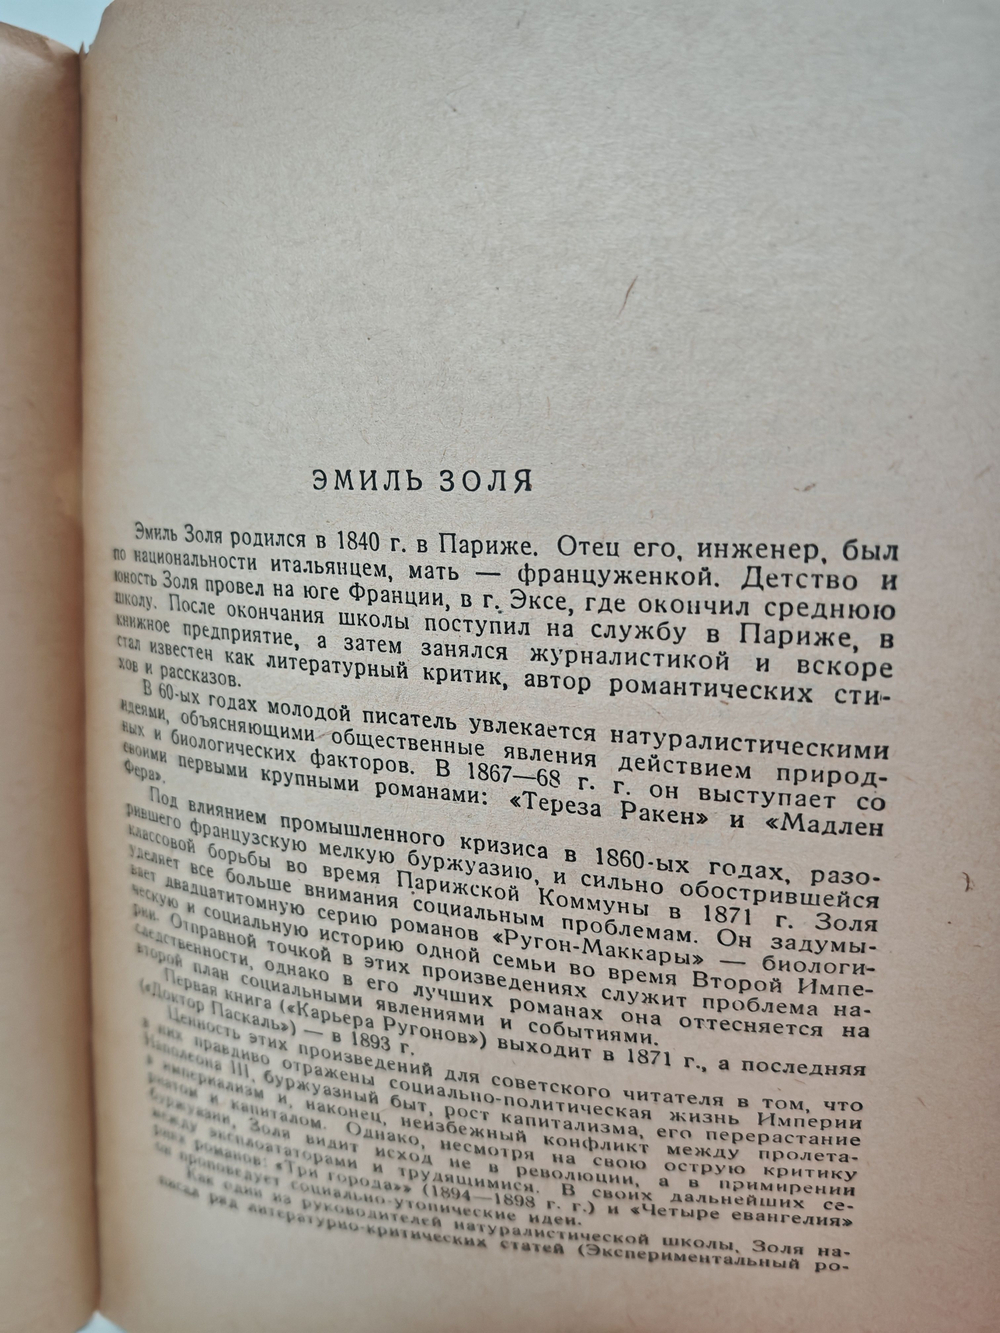 ЭМИЛЬ ЗОЛЯ
Эмиль Золя родился в 1840 г. в Париже. Отец его, инженер, был
по национальности итальянцем, мать — француженкой. Детство и
юность Золя провел на юге Франции, в г. Эксе, где окончил среднюю
школу. После окончания школы поступил на службу в Париже, в
книжное предприятие, а затем занялся журналистикой и вскоре
стал известен как литературный критик, автор романтических сти-
хов и рассказов.
В 60-ых годах молодой писатель увлекается натуралистическими
идеями, объясняющими общественные явления действием природ-
ных и биологических факторов. В 1867—68 г. г. он выступает со
своими первыми крупными романами: «Тереза Ракен» и «Мадлен
Фера».
Под влиянием промышленного кризиса в 1860-ых годах, разо-
рившего французскую мелкую буржуазию, и сильно обострившейся
классовой борьбы во время Парижской Коммуны в 1871 г. Золя
уделяет все больше внимания социальным проблемам. Он задумы-
вает двадцатитомную серию романов «Ругон-Маккары» — биологи-
ческую и социальную историю одной семьи во время Второй Импе-
рии. Отправной точкой в этих произведениях служит проблема на-
следственности, однако в его лучших романах она оттесняется на
второй план социальными явлениями и событиями.
Первая книга («Карьера Ругонов») выходит в 1871 г., а последняя
(«Доктор Паскаль») — в 1893 г.
Ценность этих произведений для советского читателя в том, что
в них правдиво отражены социально-политическая жизнь Империи
Наполеона III, буржуазный быт, рост капитализма, его перерастание
в империализм и, наконец, неизбежный конфликт между пролета-
риатом и капиталом. Однако, несмотря на свою острую критику
буржуазии, Золя видит исход не в революции, а в примирении
между эксплоататорами и трудящимися. В своих дальнейших се-
риях романов: «Три города»» (1894—1898 г. г.) и «Четыре евангелия»
он проповедует социально-утопические идеи.
Как один из руководителей натуралистической школы, Золя на-
писал ряд литературно-критических статей (Экспериментальный ро-